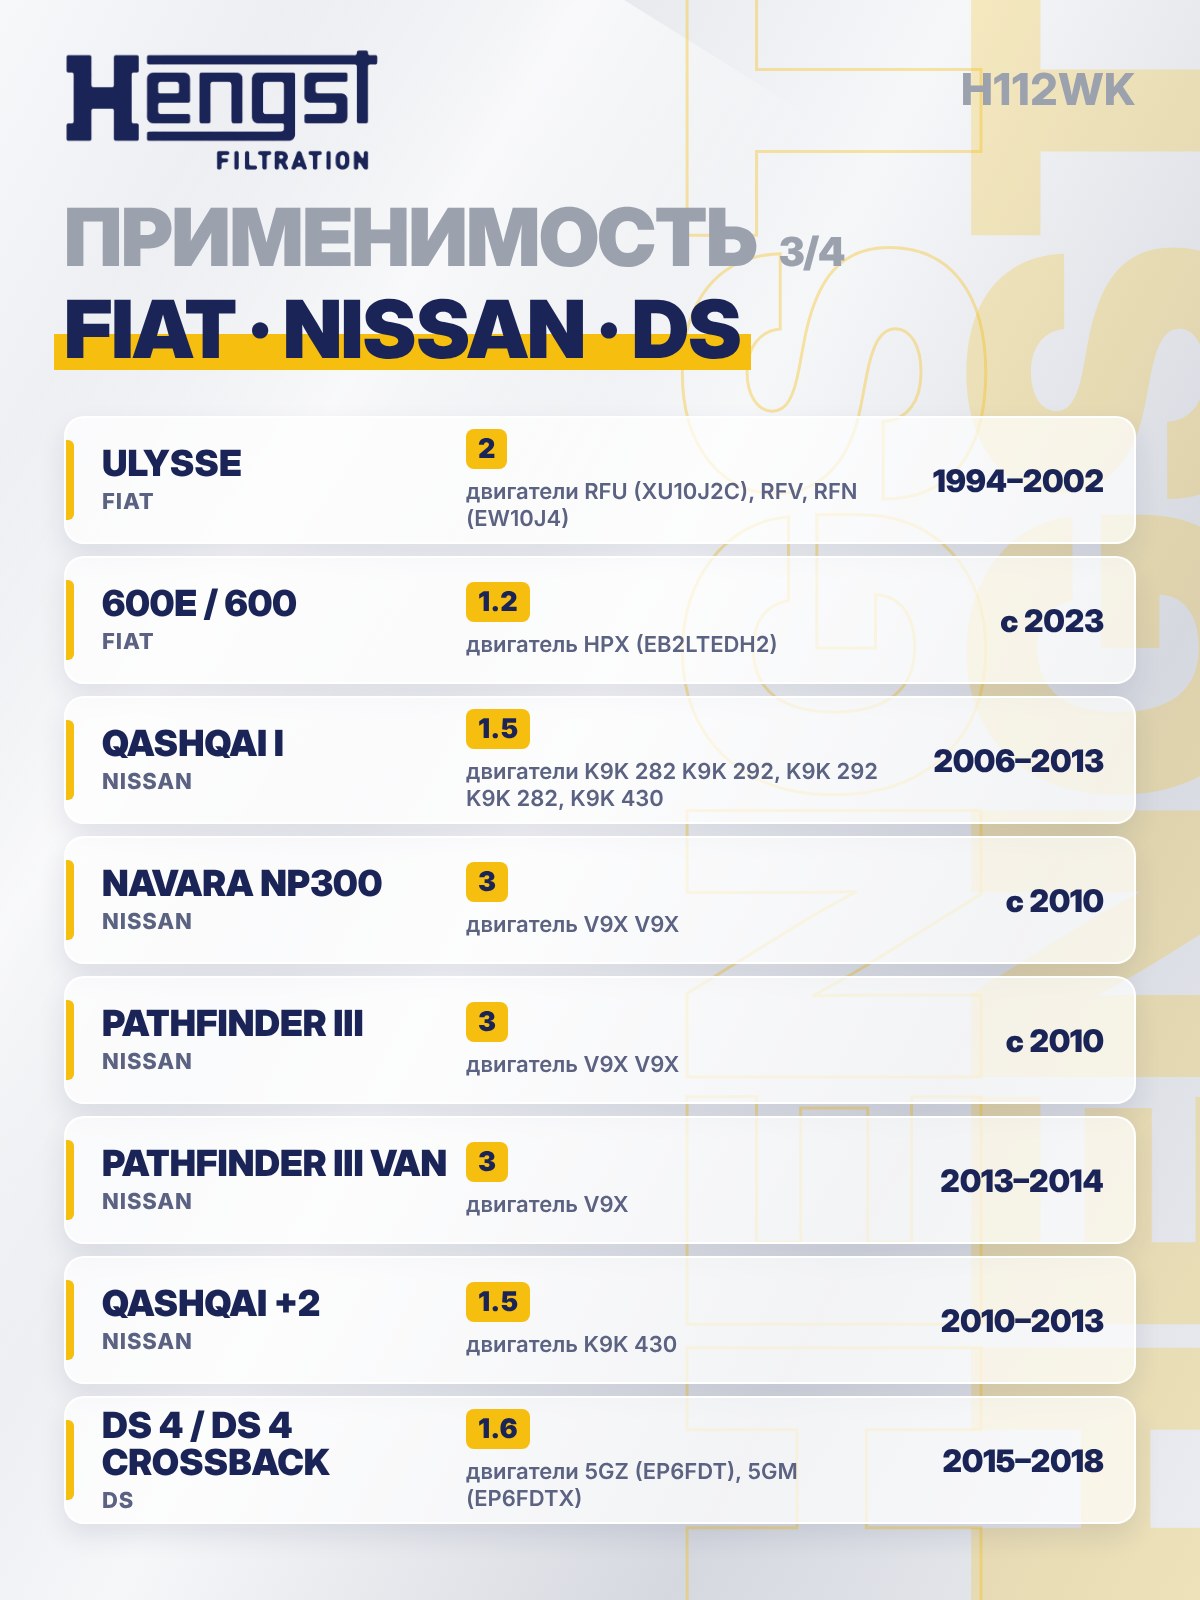 Hengst
FILTRATION
H112WK
ПРИМЕНИМОСТЬ 3/4
FIAT · NISSAN · DS
ULYSSE
FIAT
2
двигатели RFU (XU10J2C), RFV, RFN
(EW10J4)
1994–2002
600E / 600
FIAT
1.2
двигатель HPX (EB2LTEDH2)
с 2023
QASHQAI I
NISSAN
1.5
двигатели K9K 282 K9K 292, K9K 292
K9K 282, K9K 430
2006–2013
NAVARA NP300
NISSAN
3
двигатель V9X V9X
с 2010
PATHFINDER III
NISSAN
3
двигатель V9X V9X
с 2010
PATHFINDER III VAN
NISSAN
3
двигатель V9X
2013–2014
QASHQAI +2
NISSAN
1.5
двигатель K9K 430
2010–2013
DS 4 / DS 4
CROSSBACK
DS
1.6
двигатели 5GZ (EP6FDT), 5GM
(EP6FDTX)
2015–2018
HENGST
HENGST